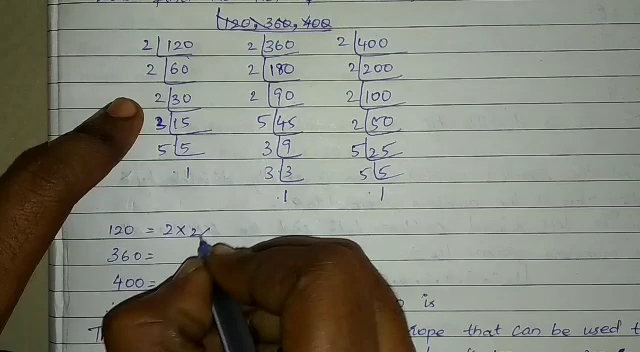 120, 360, 400
2 120 2 360 2 400
2 60 2 180 2 200
2 30 2 90 2 100
3 15 5 45 2 50
5 5 3 9 5 25
1 3 3 5 5
1 1
120 = 2 × 2
360 =
400 =
is
rope that can be used t